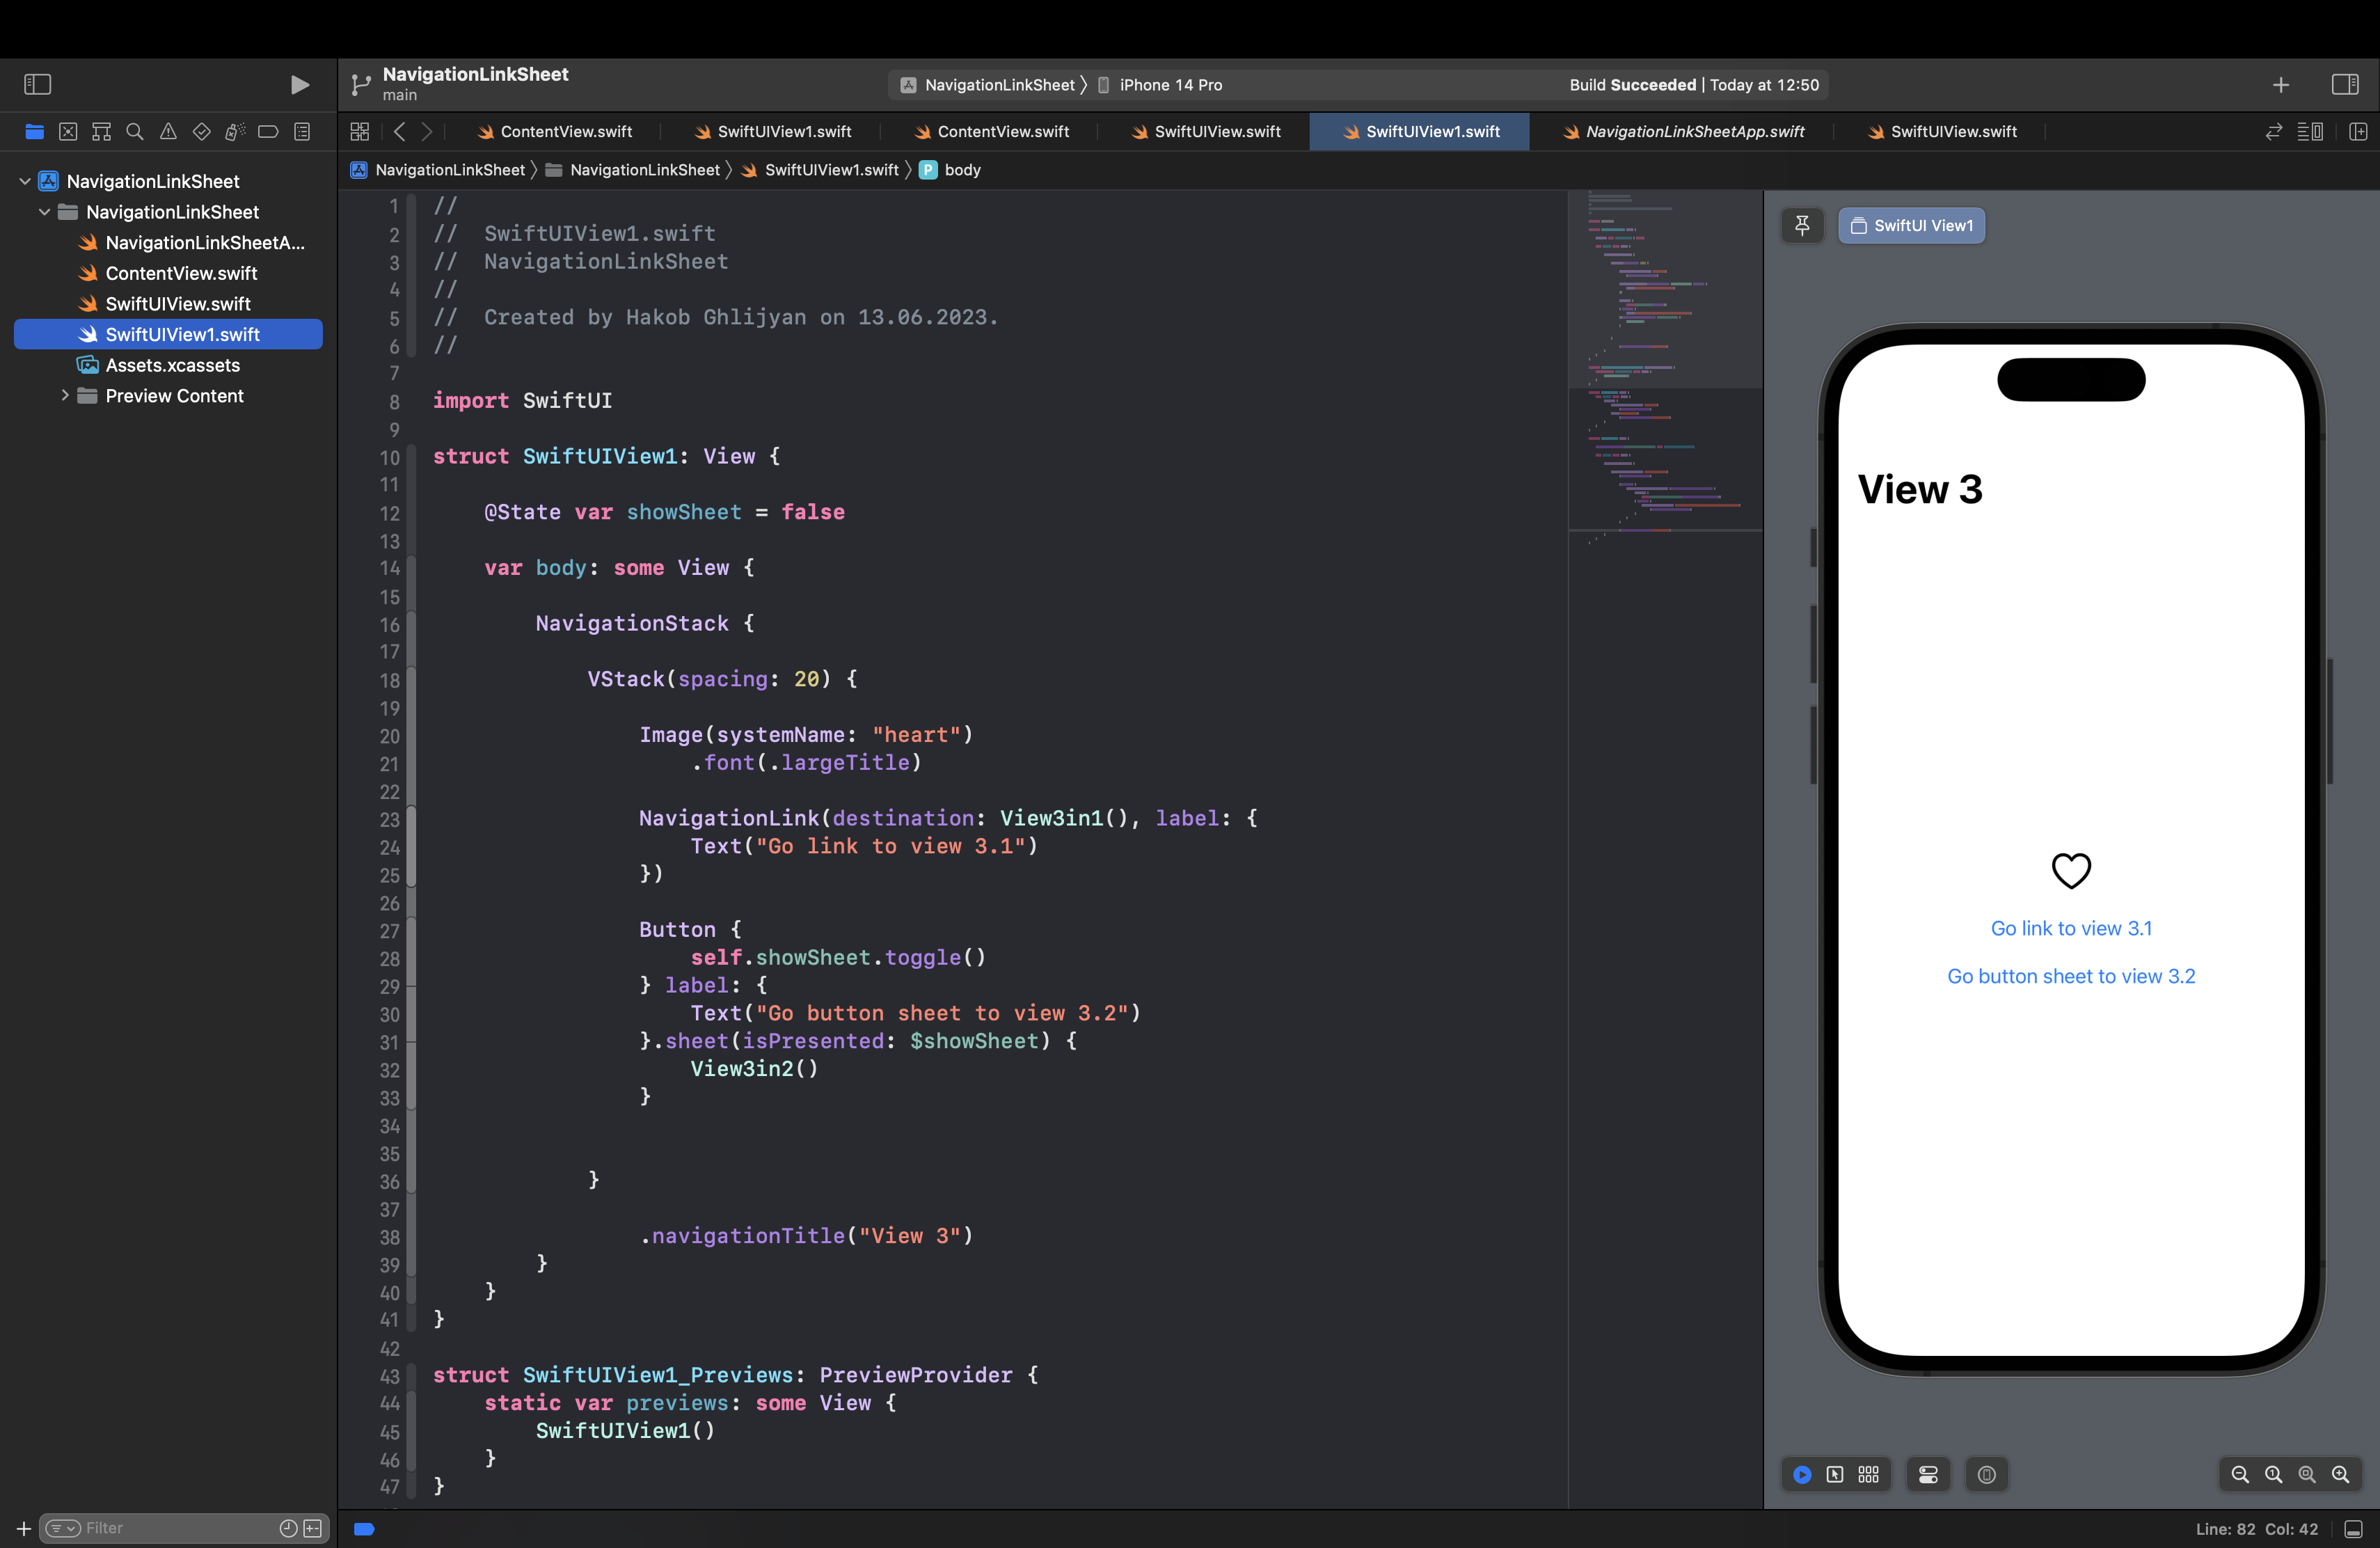 NavigationLinkSheet
main
NavigationLinkSheet
iPhone 14 Pro
Build Succeeded | Today at 12:50
ContentView.swift
SwiftUIView1.swift
ContentView.swift
SwiftUIView.swift
SwiftUIView1.swift
NavigationLinkSheetApp.swift
SwiftUIView.swift
NavigationLinkSheet
NavigationLinkSheet
SwiftUIView1.swift
P body
NavigationLinkSheet
NavigationLinkSheet
NavigationLinkSheetA...
ContentView.swift
SwiftUIView.swift
SwiftUIView1.swift
Assets.xcassets
Preview Content
1 //
2 //  SwiftUIView1.swift
3 //  NavigationLinkSheet
4 //
5 //  Created by Hakob Ghlijyan on 13.06.2023.
6 //
7
8 import SwiftUI
9
10 struct SwiftUIView1: View {
11
12     @State var showSheet = false
13
14     var body: some View {
15
16         NavigationStack {
17
18             VStack(spacing: 20) {
19
20                 Image(systemName: "heart")
21                     .font(.largeTitle)
22
23                 NavigationLink(destination: View3in1(), label: {
24                     Text("Go link to view 3.1")
25                 })
26
27                 Button {
28                     self.showSheet.toggle()
29                 } label: {
30                     Text("Go button sheet to view 3.2")
31                 }.sheet(isPresented: $showSheet) {
32                     View3in2()
33                 }
34
35
36             }
37
38                 .navigationTitle("View 3")
39         }
40     }
41 }
42
43 struct SwiftUIView1_Previews: PreviewProvider {
44     static var previews: some View {
45         SwiftUIView1()
46     }
47 }
SwiftUI View1
View 3
Go link to view 3.1
Go button sheet to view 3.2
Filter
Line: 82  Col: 42